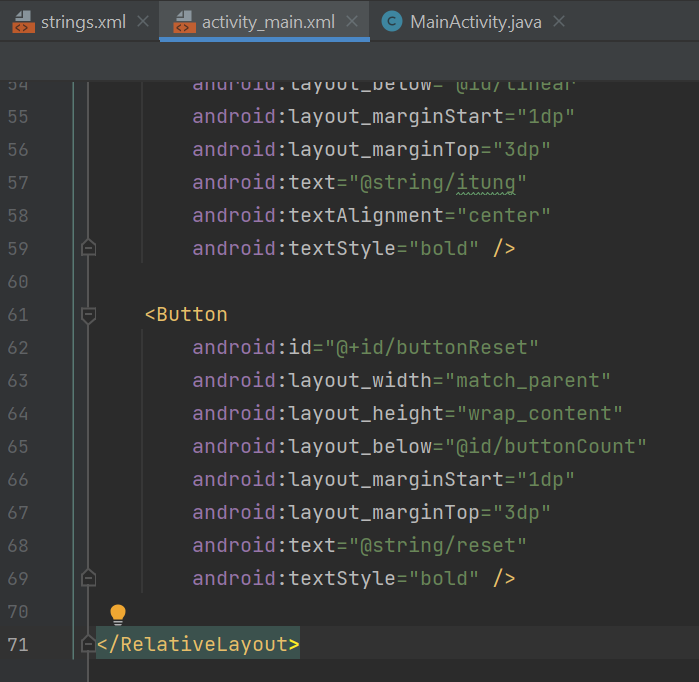 strings.xml
activity_main.xml
C MainActivity.java
54 android:layout_below="@id/linear"
55 android:layout_marginStart="1dp"
56 android:layout_marginTop="3dp"
57 android:text="@string/itung"
58 android:textAlignment="center"
59 android:textStyle="bold" />
60
61 <Button
62 android:id="@+id/buttonReset"
63 android:layout_width="match_parent"
64 android:layout_height="wrap_content"
65 android:layout_below="@id/buttonCount"
66 android:layout_marginStart="1dp"
67 android:layout_marginTop="3dp"
68 android:text="@string/reset"
69 android:textStyle="bold" />
70
71 </RelativeLayout>